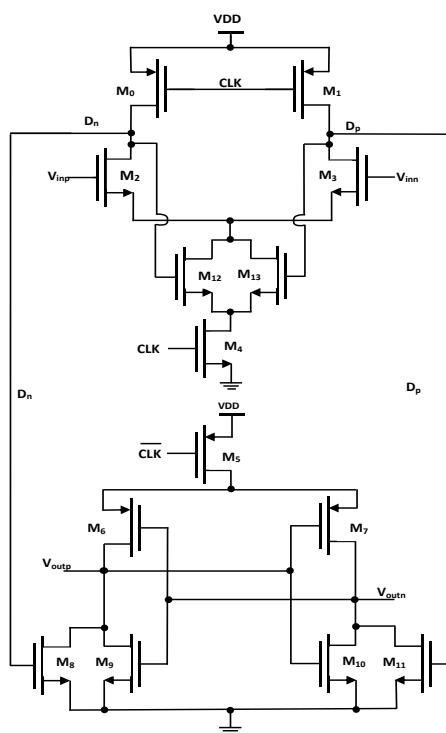 VDD
M0 CLK M1
Dn Dp
Vinp M2 M3 Vinn
M12 M13
CLK M4
Dn Dp
VDD
CLK M5
M6 M7
Voutp Voutn
M8 M9 M10 M11